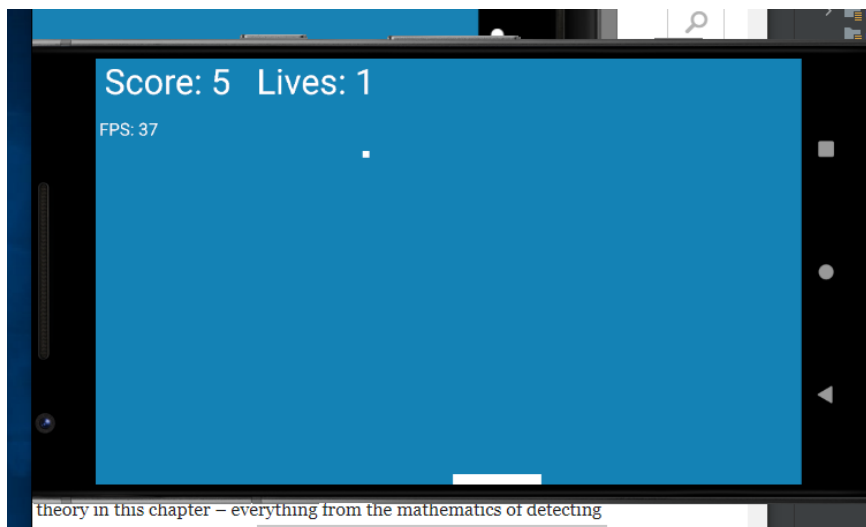 Score: 5 Lives: 1
FPS: 37
theory in this chapter – everything from the mathematics of detecting